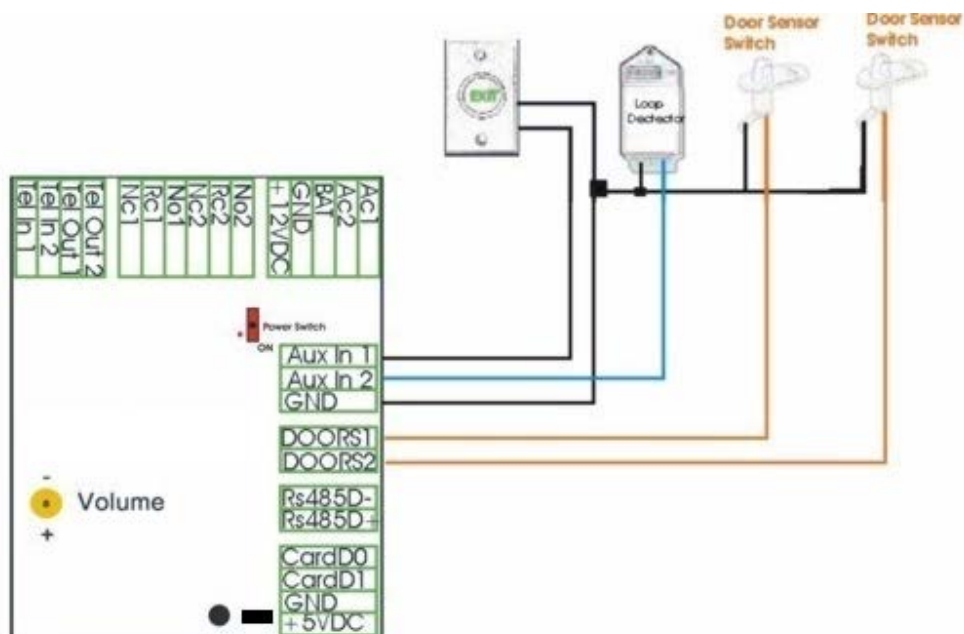 Door Sensor
Switch
Door Sensor
Switch
EXIT
Loop
Dectector
Tel In 1
Tel In 2
Tel Out 1
Tel Out 2
Nc1
Rc1
No1
Nc2
Rc2
No2
+12VDC
GND
BAT
Ac2
Ac1
Power Switch
ON
Aux In 1
Aux In 2
GND
DOORS1
DOORS2
Rs485D-
Rs485D+
CardD0
CardD1
GND
+5VDC
-
Volume
+